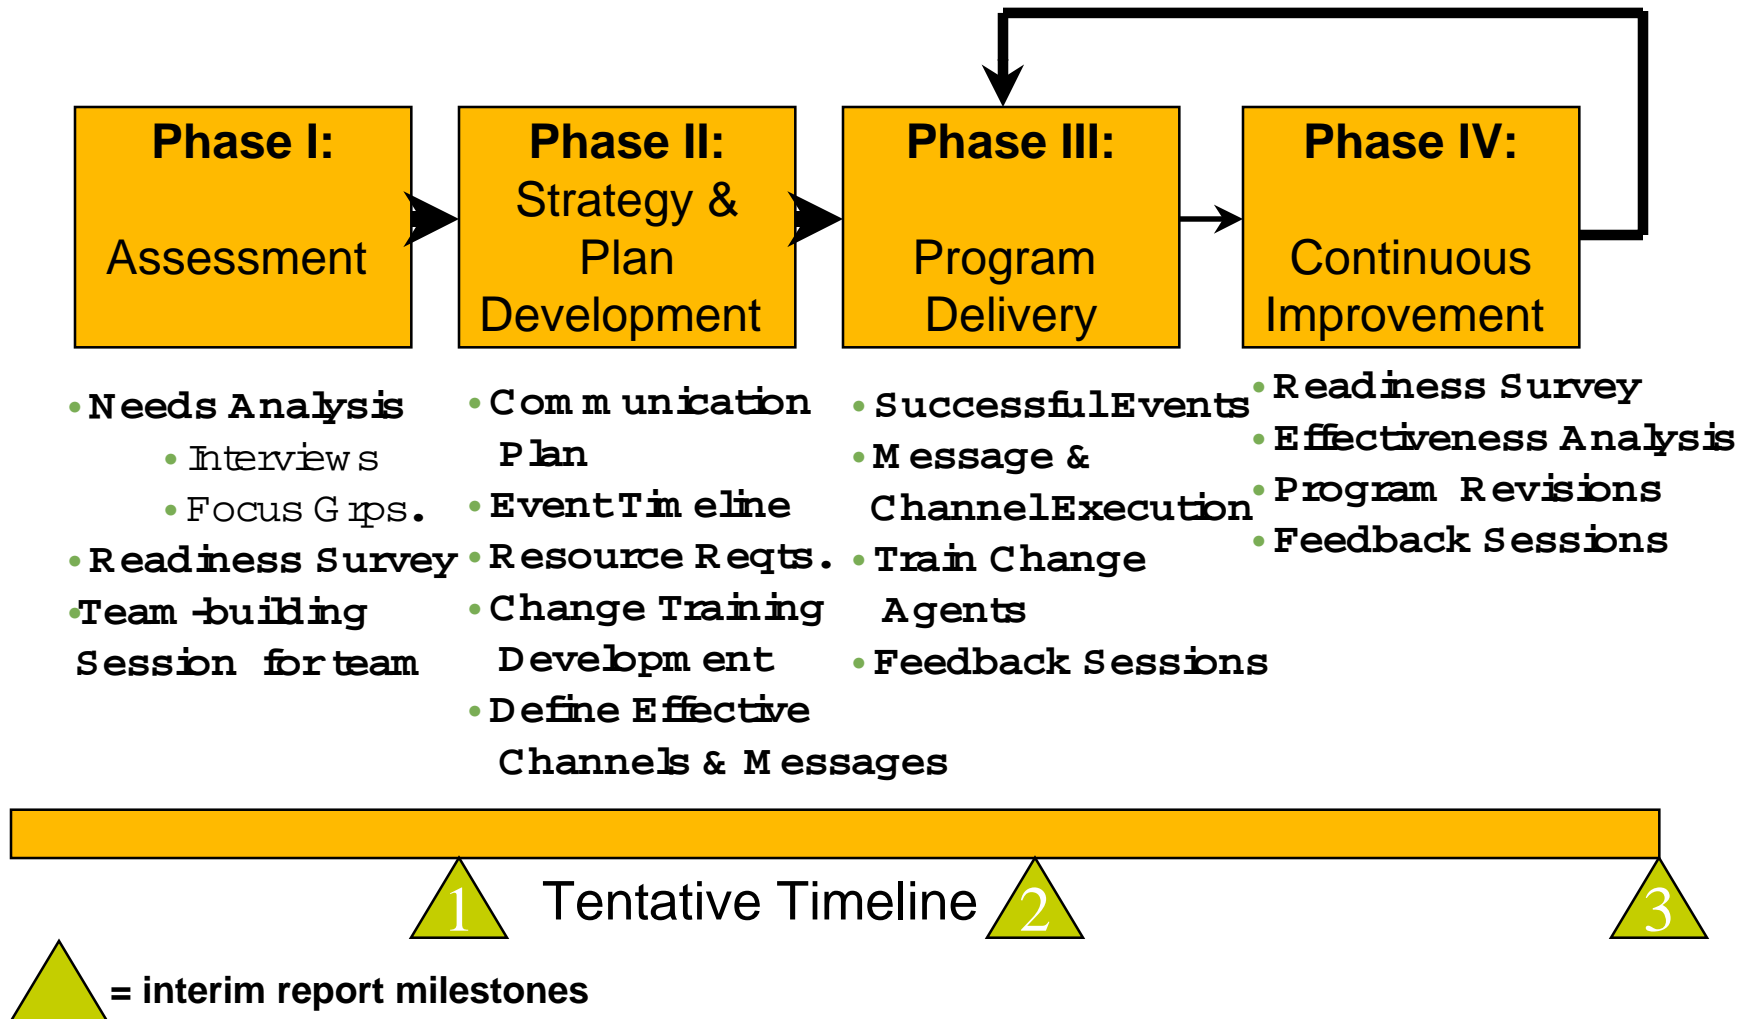 Phase I:
Assessment
Phase II:
Strategy &
Plan
Development
Phase III:
Program
Delivery
Phase IV:
Continuous
Improvement
•Needs Analysis
•Interviews
•Focus Grps.
•Readiness Survey
•Team-building
Session for team
•Communication
Plan
•Event Timeline
•Resource Reqts.
•Change Training
Development
•Define Effective
Channels & Messages
•Successful Events
•Message &
Channel Execution
•Train Change
Agents
•Feedback Sessions
•Readiness Survey
•Effectiveness Analysis
•Program Revisions
•Feedback Sessions
1
Tentative Timeline
2
3
= interim report milestones